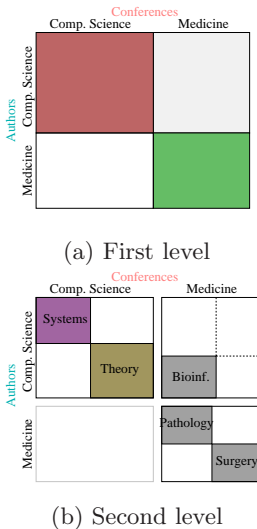 Conferences
Comp. Science Medicine
Authors
Comp. Science
Medicine
(a) First level
Conferences
Comp. Science Medicine
Authors
Comp. Science
Medicine
Systems
Theory
Bioinf.
Pathology
Surgery
(b) Second level